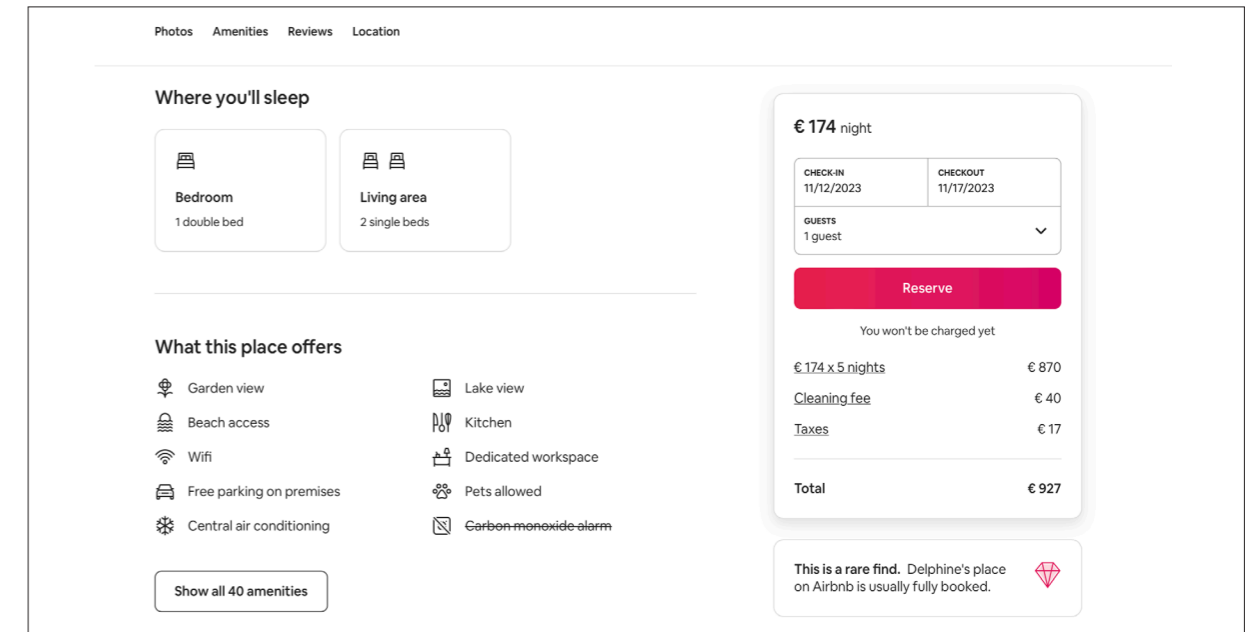 Photos Amenities Reviews Location
Where you'll sleep
Bedroom
1 double bed
Living area
2 single beds
What this place offers
Garden view
Lake view
Beach access
Kitchen
Wifi
Dedicated workspace
Free parking on premises
Pets allowed
Central air conditioning
Carbon monoxide alarm
Show all 40 amenities
€ 174 night
CHECK-IN
11/12/2023
CHECKOUT
11/17/2023
GUESTS
1 guest
Reserve
You won't be charged yet
€ 174 x 5 nights € 870
Cleaning fee € 40
Taxes € 17
Total € 927
This is a rare find. Delphine's place
on Airbnb is usually fully booked.